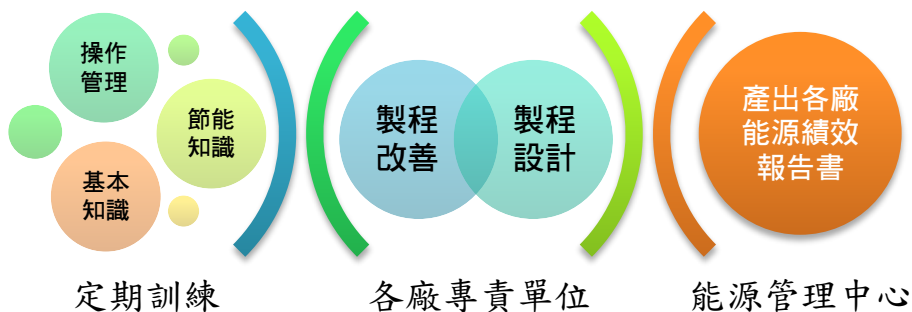 操作
管理
節能
知識
基本
知識
製程
改善
製程
設計
產出各廠
能源績效
報告書
定期訓練
各廠專責單位
能源管理中心